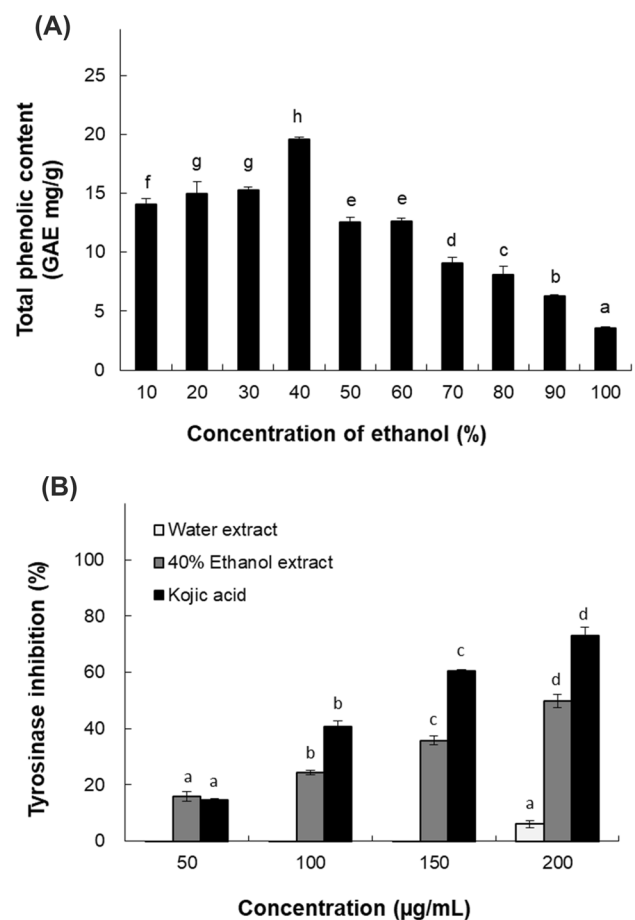 (A)
Total phenolic content
(GAE mg/g)
25
20
15
10
5
0
f g g h e e d c b a
10 20 30 40 50 60 70 80 90 100
Concentration of ethanol (%)
(B)
Tyrosinase inhibition (%)
100
80
60
40
20
0
Water extract
40% Ethanol extract
Kojic acid
a a b b c c a d d
50 100 150 200
Concentration (µg/mL)